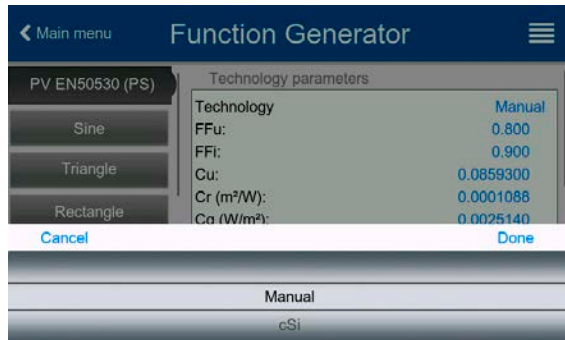 Main menu
Function Generator
PV EN50530 (PS)
Technology parameters
Technology Manual
Sine
FFu: 0.800
FFi: 0.900
Triangle
Cu: 0.0859300
Cr (m²/W): 0.0001088
Rectangle
Cg (W/m²): 0.0025140
Cancel Done
Manual
cSi